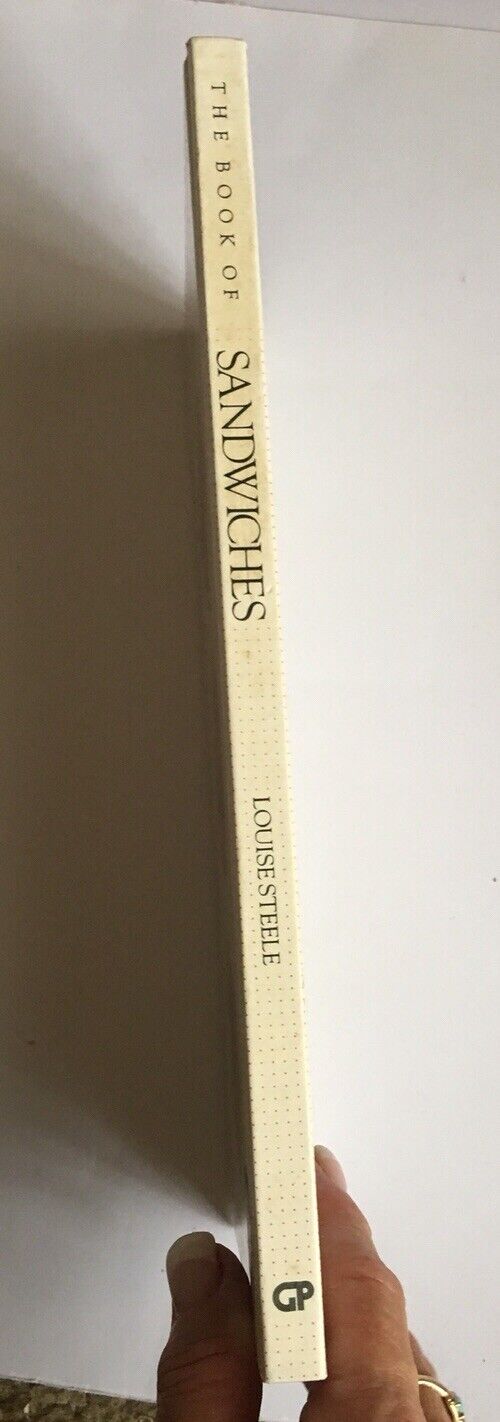 THE BOOK OF
SANDWICHES
LOUISE STEELE
GP